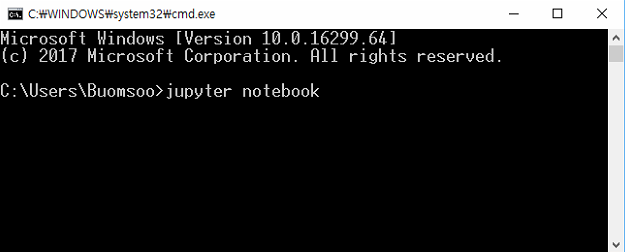 C:₩WINDOWS₩system32₩cmd.exe
Microsoft Windows [Version 10.0.16299.64]
(c) 2017 Microsoft Corporation. All rights reserved.
C:\Users\Buomsoo>jupyter notebook